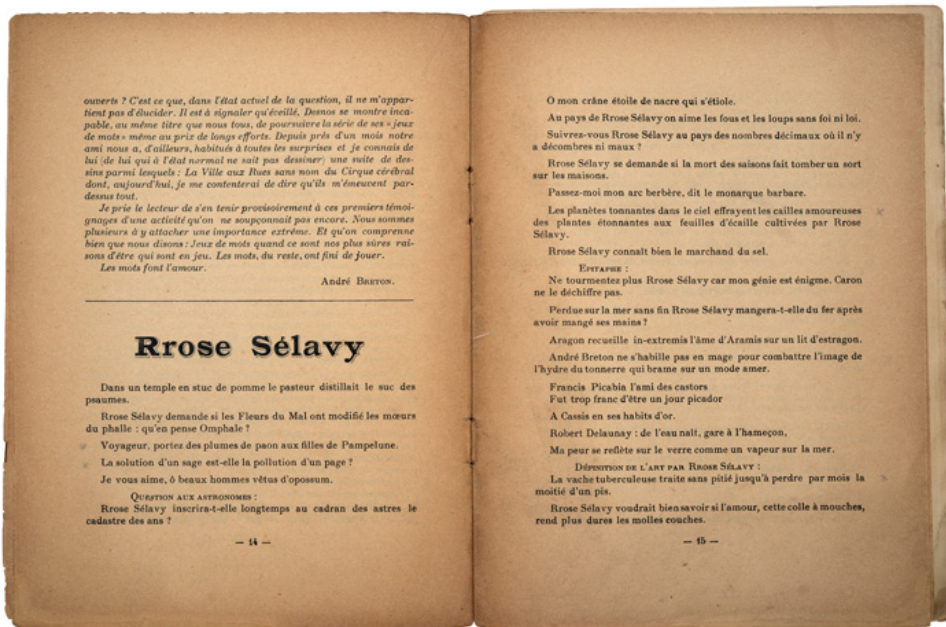 ouverts ? C'est ce que, dans l'état actuel de la question, il ne m'appar-
tient pas d'élucider. Il est à signaler qu'éveillé, Desnos se montre inca-
pable, au même titre que nous tous, de poursuivre la série de ses « jeux
de mots » même au prix de longs efforts. Depuis près d'un mois notre
ami nous a, d'ailleurs, habitués à toutes les surprises et je connais de
lui (de lui qui à l'état normal ne sait pas dessiner) une suite de des-
sins parmi lesquels : La Ville aux Rues sans nom du Cirque cérébral
dont, aujourd'hui, je me contenterai de dire qu'ils m'émeuvent par-
dessus tout.
Je prie le lecteur de s'en tenir provisoirement à ces premiers témoi-
gnages d'une activité qu'on ne soupçonnait pas encore. Nous sommes
plusieurs à y attacher une importance extrême. Et qu'on comprenne
bien que nous disons : Jeux de mots quand ce sont nos plus sûres rai-
sons d'être qui sont en jeu. Les mots, du reste, ont fini de jouer.
Les mots font l'amour.
André BRETON.
Rrose Sélavy
Dans un temple en stuc de pomme le pasteur distillait le suc des
psaumes.
Rrose Sélavy demande si les Fleurs du Mal ont modifié les mœurs
du phalle : qu'en pense Omphale ?
Voyageur, portez des plumes de paon aux filles de Pampelune.
La solution d'un sage est-elle la pollution d'un page ?
Je vous aime, ô beaux hommes vêtus d'opossum.
QUESTION AUX ASTRONOMES :
Rrose Sélavy inscrira-t-elle longtemps au cadran des astres le
cadastre des ans ?
— 14 —
O mon crâne étoile de nacre qui s'étiole.
Au pays de Rrose Sélavy on aime les fous et les loups sans foi ni loi.
Suivrez-vous Rrose Sélavy au pays des nombres décimaux où il n'y
a décombres ni maux ?
Rrose Sélavy se demande si la mort des saisons fait tomber un sort
sur les maisons.
Passez-moi mon arc berbère, dit le monarque barbare.
Les planètes tonnantes dans le ciel effrayent les cailles amoureuses
des plantes étonnantes aux feuilles d'écaille cultivées par Rrose
Sélavy.
Rrose Sélavy connaît bien le marchand du sel.
EPITAPHE :
Ne tourmentez plus Rrose Sélavy car mon génie est énigme. Caron
ne le déchiffre pas.
Perdue sur la mer sans fin Rrose Sélavy mangera-t-elle du fer après
avoir mangé ses mains ?
Aragon recueille in-extremis l'âme d'Aramis sur un lit d'estragon.
André Breton ne s'habille pas en mage pour combattre l'image de
l'hydre du tonnerre qui brame sur un mode amer.
Francis Picabia l'ami des castors
Fut trop franc d'être un jour picador
A Cassis en ses habits d'or.
Robert Delaunay : de l'eau naît, gare à l'hameçon,
Ma peur se reflète sur le verre comme un vapeur sur la mer.
DÉFINITION DE L'ART PAR RROSE SÉLAVY :
La vache tuberculeuse traite sans pitié jusqu'à perdre par mois la
moitié d'un pis.
Rrose Sélavy voudrait bien savoir si l'amour, cette colle à mouches,
rend plus dures les molles couches.
— 15 —